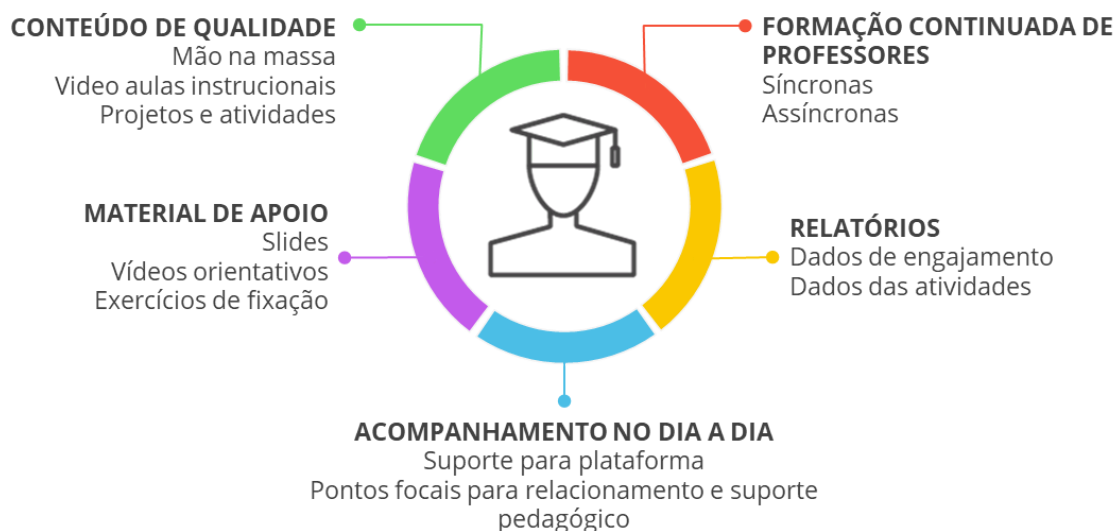 CONTEÚDO DE QUALIDADE
Mão na massa
Video aulas instrucionais
Projetos e atividades
FORMAÇÃO CONTINUADA DE
PROFESSORES
Síncronas
Assíncronas
MATERIAL DE APOIO
Slides
Vídeos orientativos
Exercícios de fixação
RELATÓRIOS
Dados de engajamento
Dados das atividades
ACOMPANHAMENTO NO DIA A DIA
Suporte para plataforma
Pontos focais para relacionamento e suporte
pedagógico